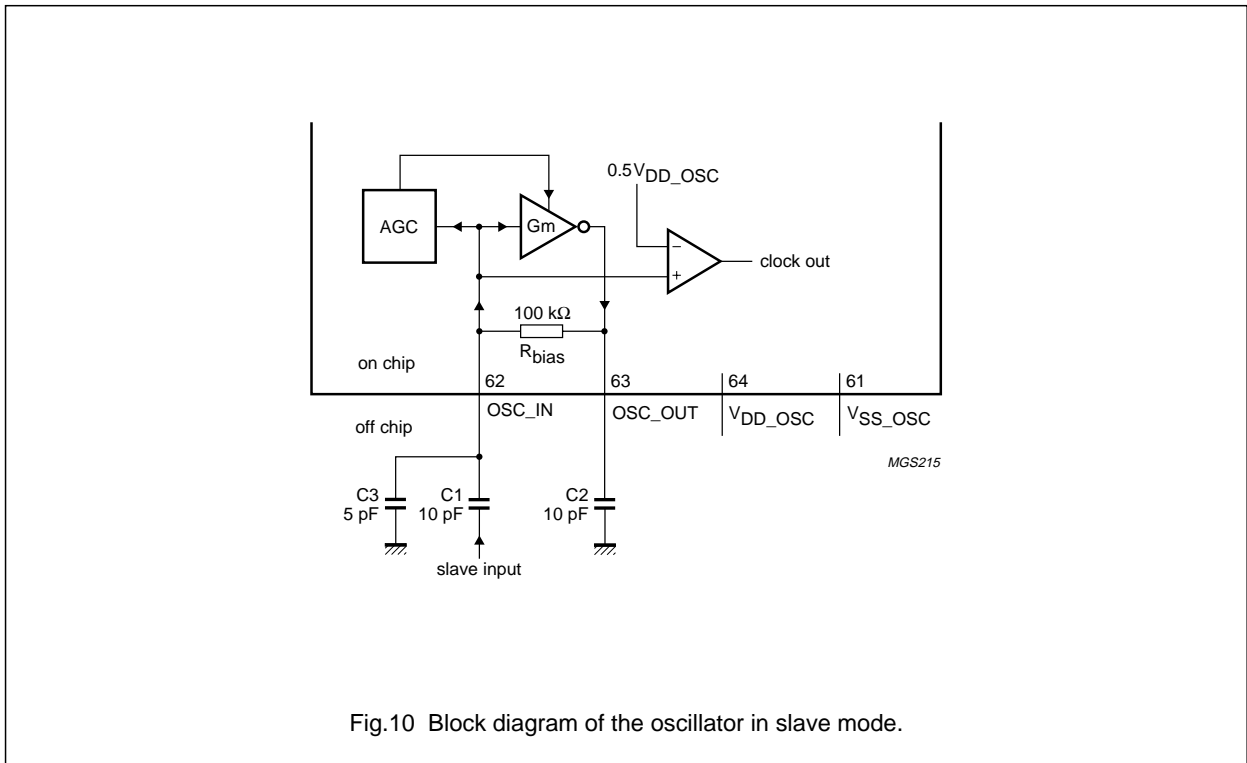 0.5VDD_OSC
AGC
Gm
−
+
clock out
100 kΩ
Rbias
on chip
62
63
64
61
OSC_IN
OSC_OUT
VDD_OSC
VSS_OSC
off chip
MGS215
C3
5 pF
C1
10 pF
C2
10 pF
slave input
Fig.10 Block diagram of the oscillator in slave mode.